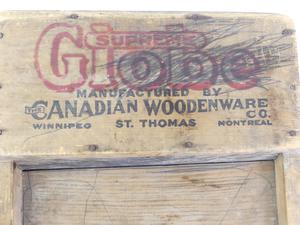 SUPREME
Globe
MANUFACTURED BY
THE CANADIAN WOODENWARE CO.
WINNIPEG ST. THOMAS MONTREAL